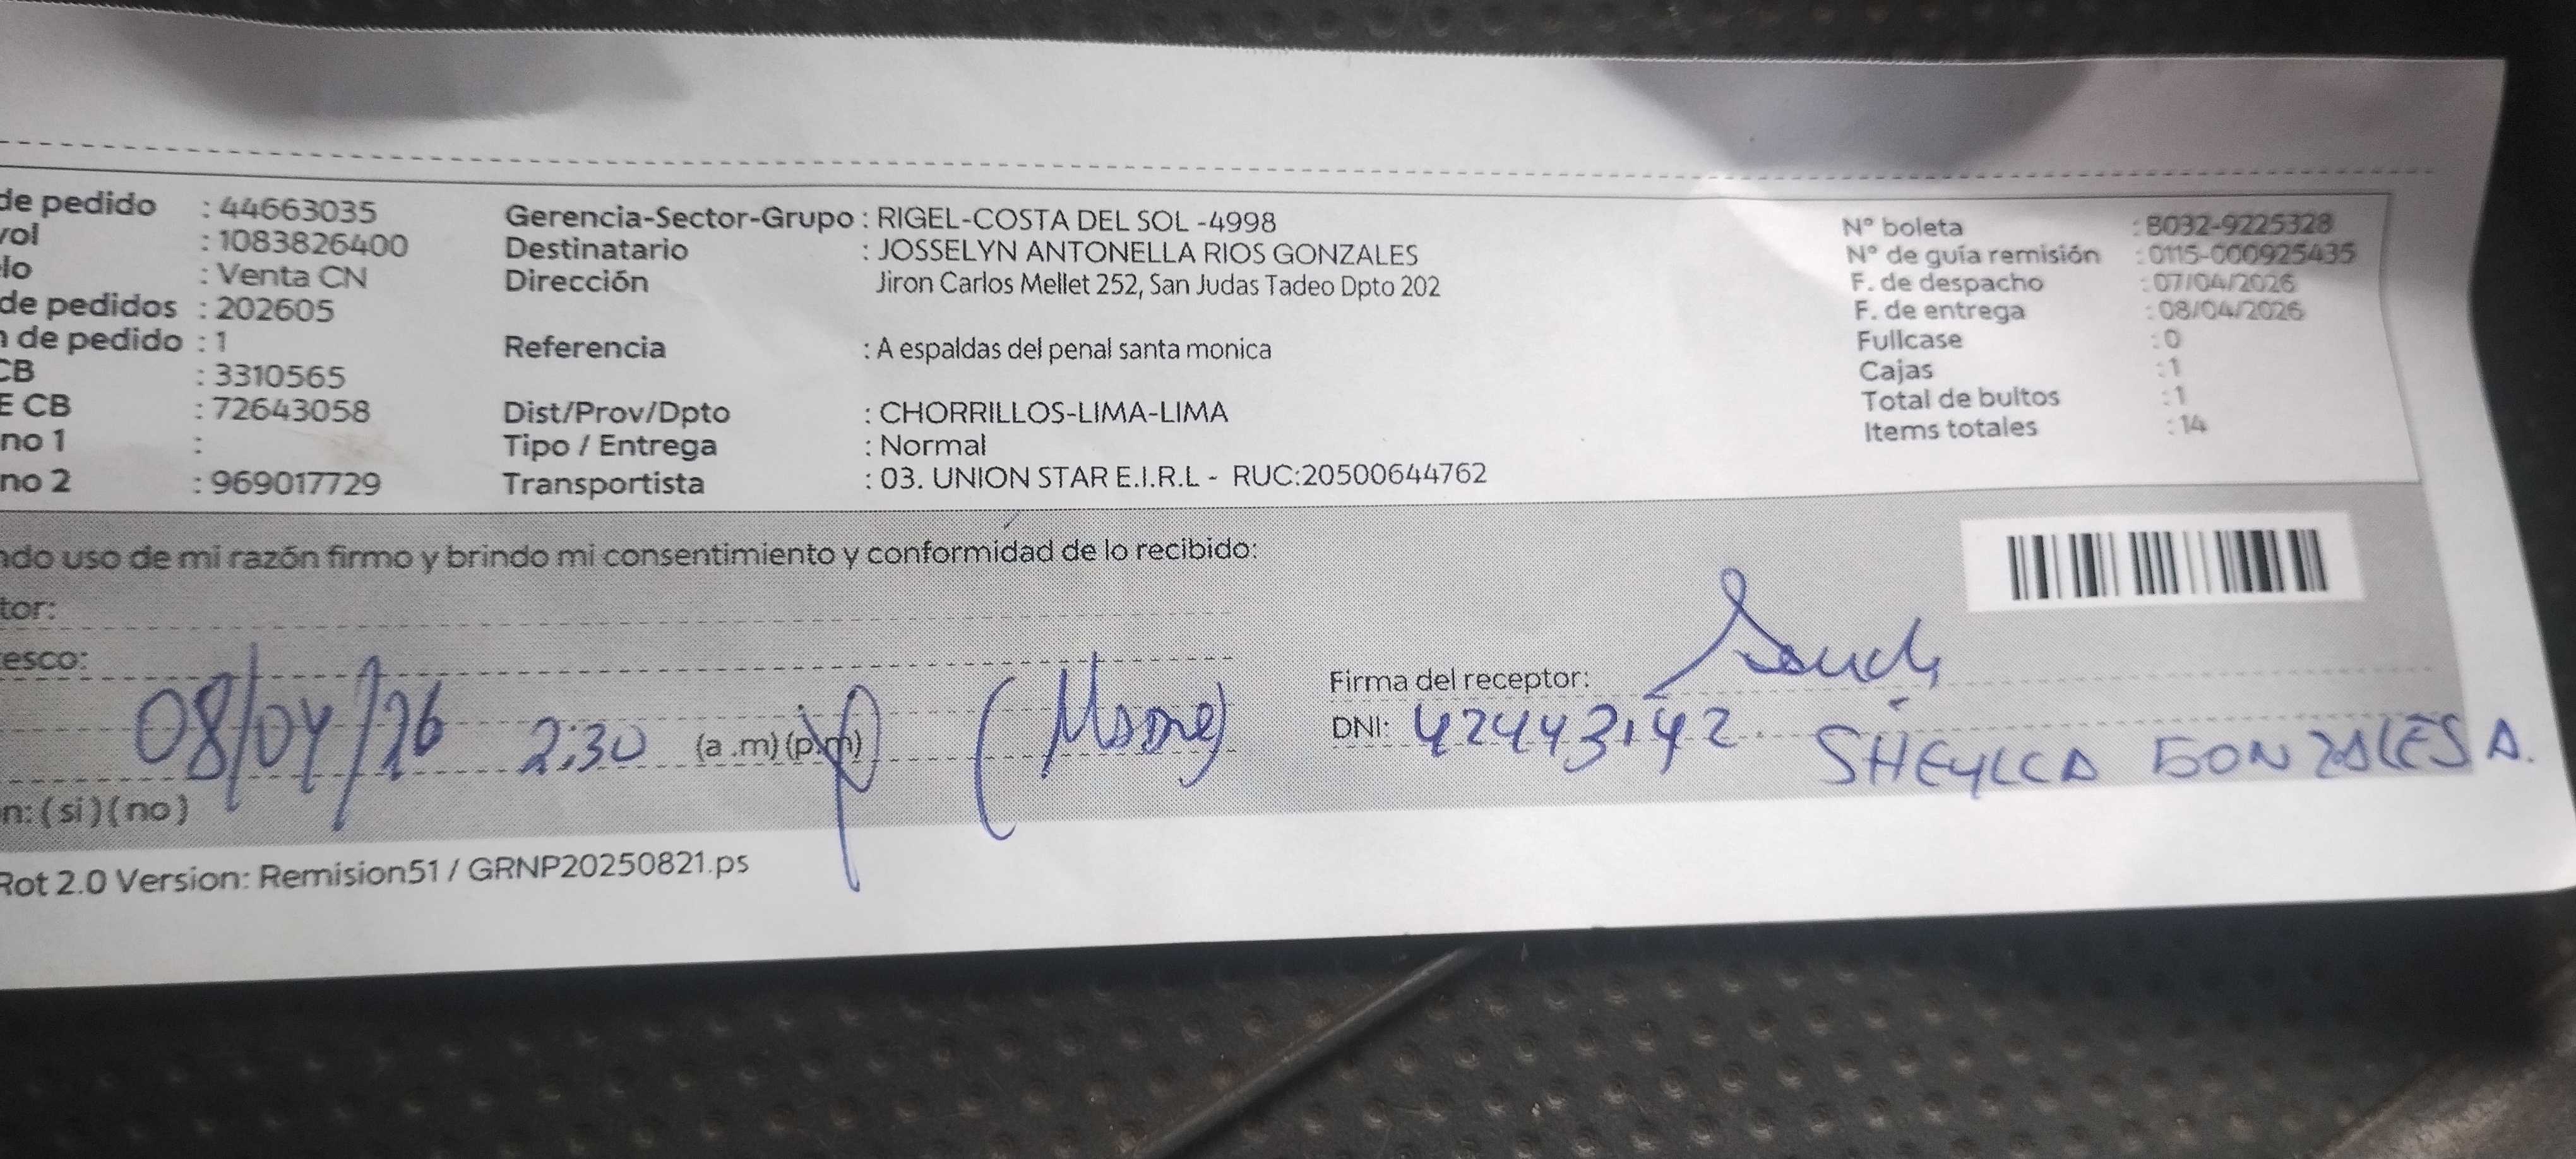 de pedido : 44663035
vol : 1083826400
lo : Venta CN
de pedidos : 202605
n de pedido : 1
CB : 3310565
E CB : 72643058
no 1 :
no 2 : 969017729
Gerencia-Sector-Grupo : RIGEL-COSTA DEL SOL -4998
Destinatario : JOSSELYN ANTONELLA RIOS GONZALES
Dirección Jiron Carlos Mellet 252, San Judas Tadeo Dpto 202
Referencia : A espaldas del penal santa monica
Dist/Prov/Dpto : CHORRILLOS-LIMA-LIMA
Tipo / Entrega : Normal
Transportista : 03. UNION STAR E.I.R.L - RUC:20500644762
Nº boleta : B032-9225328
Nº de guía remisión : 0115-000925435
F. de despacho : 07/04/2026
F. de entrega : 08/04/2026
Fullcase : 0
Cajas : 1
Total de bultos : 1
Items totales : 14
ndo uso de mi razón firmo y brindo mi consentimiento y conformidad de lo recibido:
tor:
esco:
Firma del receptor:
08/04/26 2:30 (a.m)(p.m) DNI: 42443142
SHEYLLA GONZALES A.
n: (si)(no)
Rot 2.0 Version: Remision51 / GRNP20250821.ps